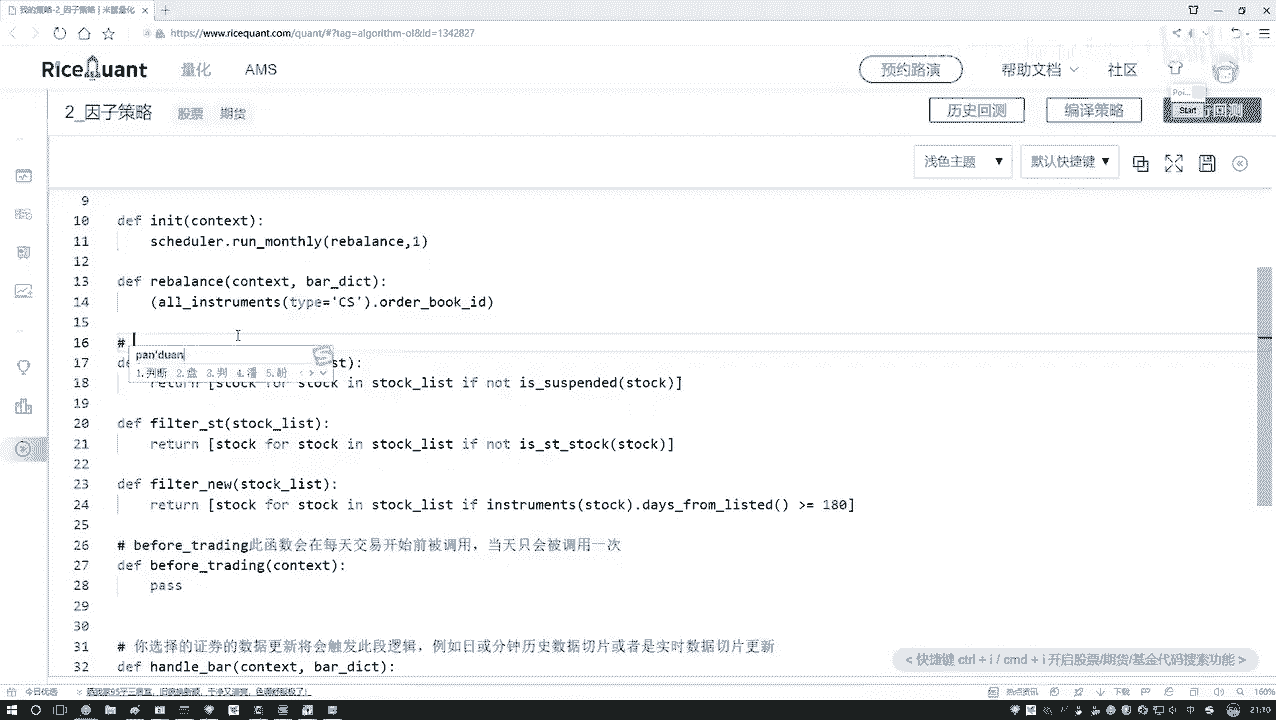 我的策略-2_因子策略 | 米筐量化
https://www.ricequant.com/quant/#?tag=algorithm-ol&id=1342827
RiceQuant 量化 AMS 预约路演 帮助文档 社区
2_因子策略 股票 期货 历史回测 编译策略
浅色主题 默认快捷键
9
10 def init(context):
11 scheduler.run_monthly(rebalance,1)
12
13 def rebalance(context, bar_dict):
14 (all_instruments(type='CS').order_book_id)
15
16 #
pan'duan
1.判断 2.盘 3.判 4.潘 5.盼
17 de st):
18 return [stock for stock in stock_list if not is_suspended(stock)]
19
20 def filter_st(stock_list):
21 return [stock for stock in stock_list if not is_st_stock(stock)]
22
23 def filter_new(stock_list):
24 return [stock for stock in stock_list if instruments(stock).days_from_listed() >= 180]
25
26 # before_trading此函数会在每天交易开始前被调用，当天只会被调用一次
27 def before_trading(context):
28 pass
29
30
31 # 你选择的证券的数据更新将会触发此段逻辑，例如日或分钟历史数据切片或者是实时数据切片更新
32 def handle_bar(context, bar_dict):
< 快捷键 ctrl + i / cmd + i 开启股票/期货/基金代码搜索功能 >
今日优选 热点资讯 下载 160%
中 21:10